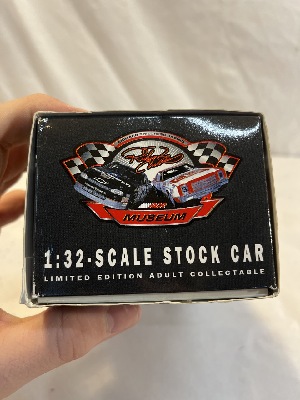 MUSEUM
1:32-SCALE STOCK CAR
LIMITED EDITION ADULT COLLECTABLE